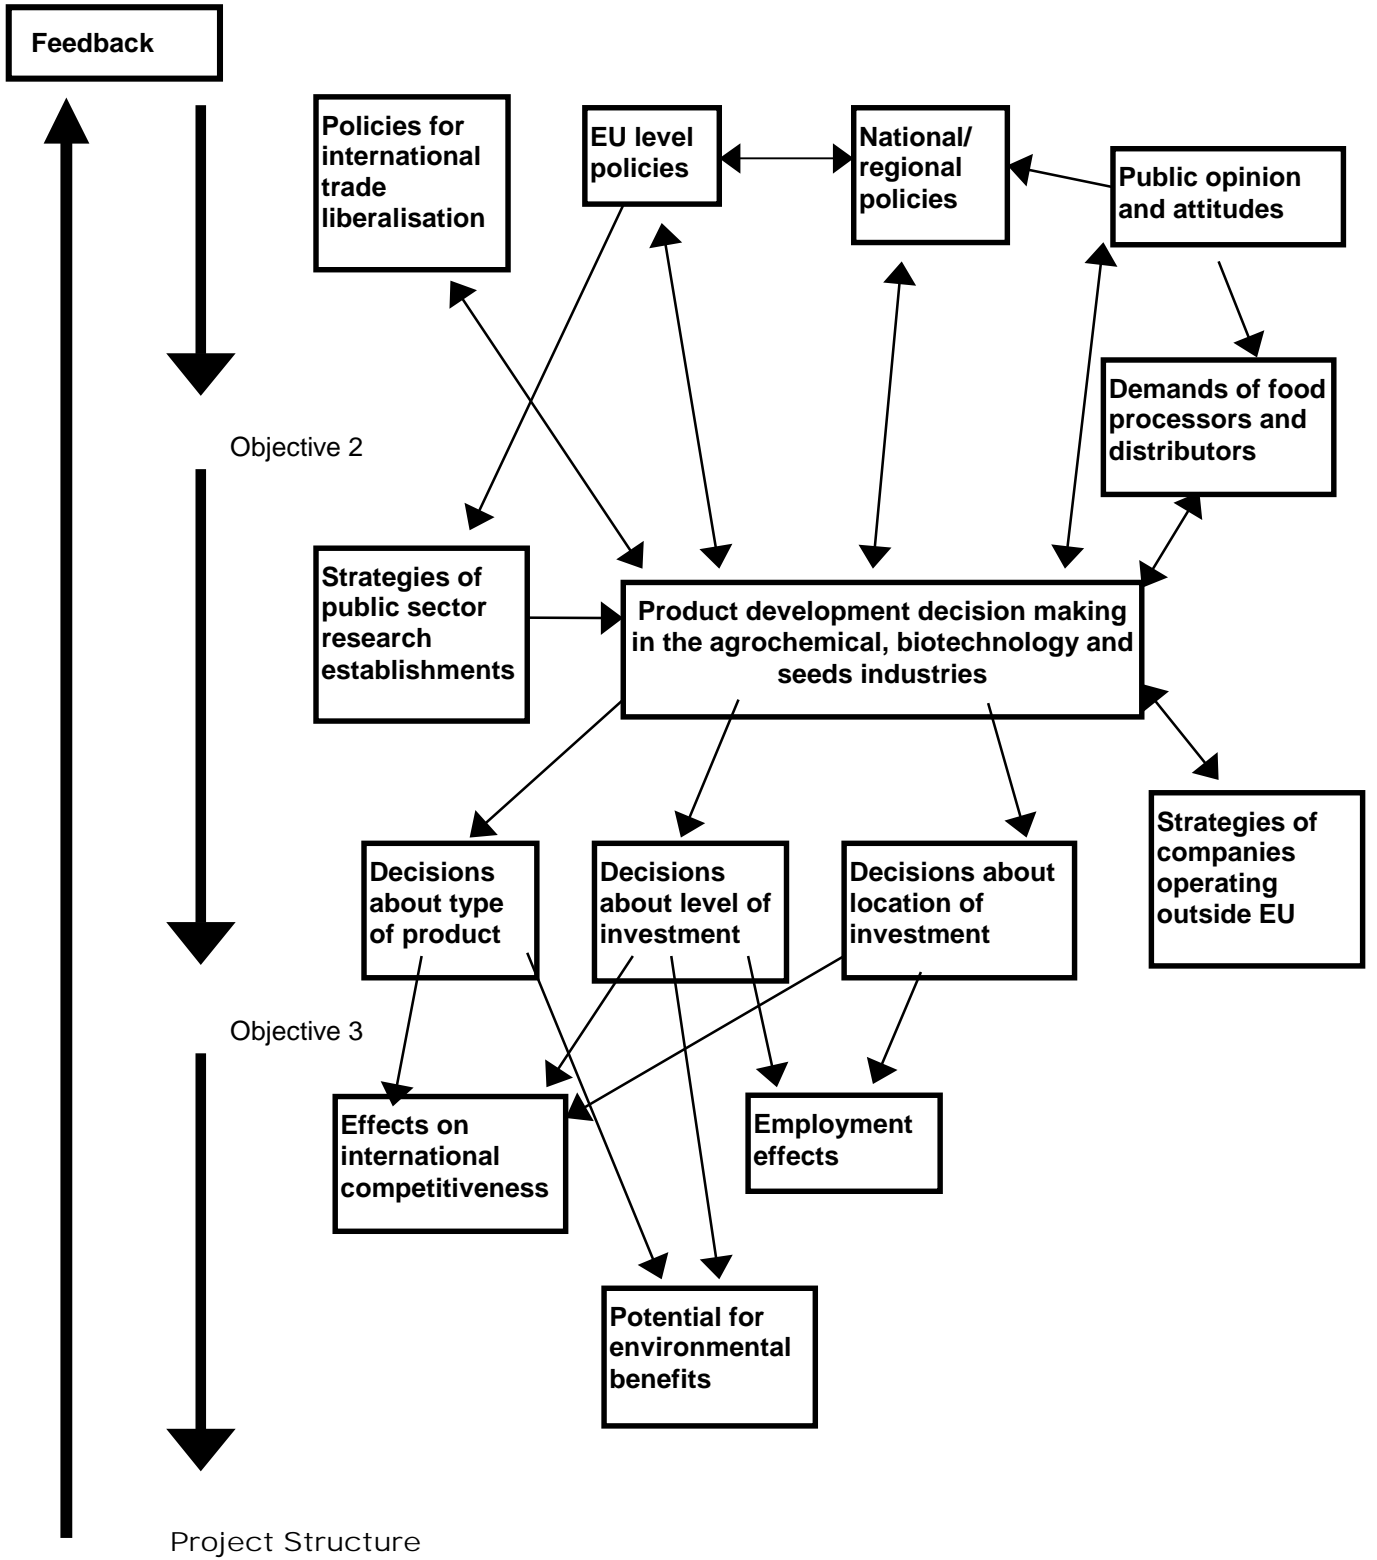 Feedback
Policies for
international
trade
liberalisation
EU level
policies
National/
regional
policies
Public opinion
and attitudes
Demands of food
processors and
distributors
Objective 2
Strategies of
public sector
research
establishments
Product development decision making
in the agrochemical, biotechnology and
seeds industries
Strategies of
companies
operating
outside EU
Decisions
about type
of product
Decisions
about level of
investment
Decisions about
location of
investment
Objective 3
Effects on
international
competitiveness
Employment
effects
Potential for
environmental
benefits
Project Structure